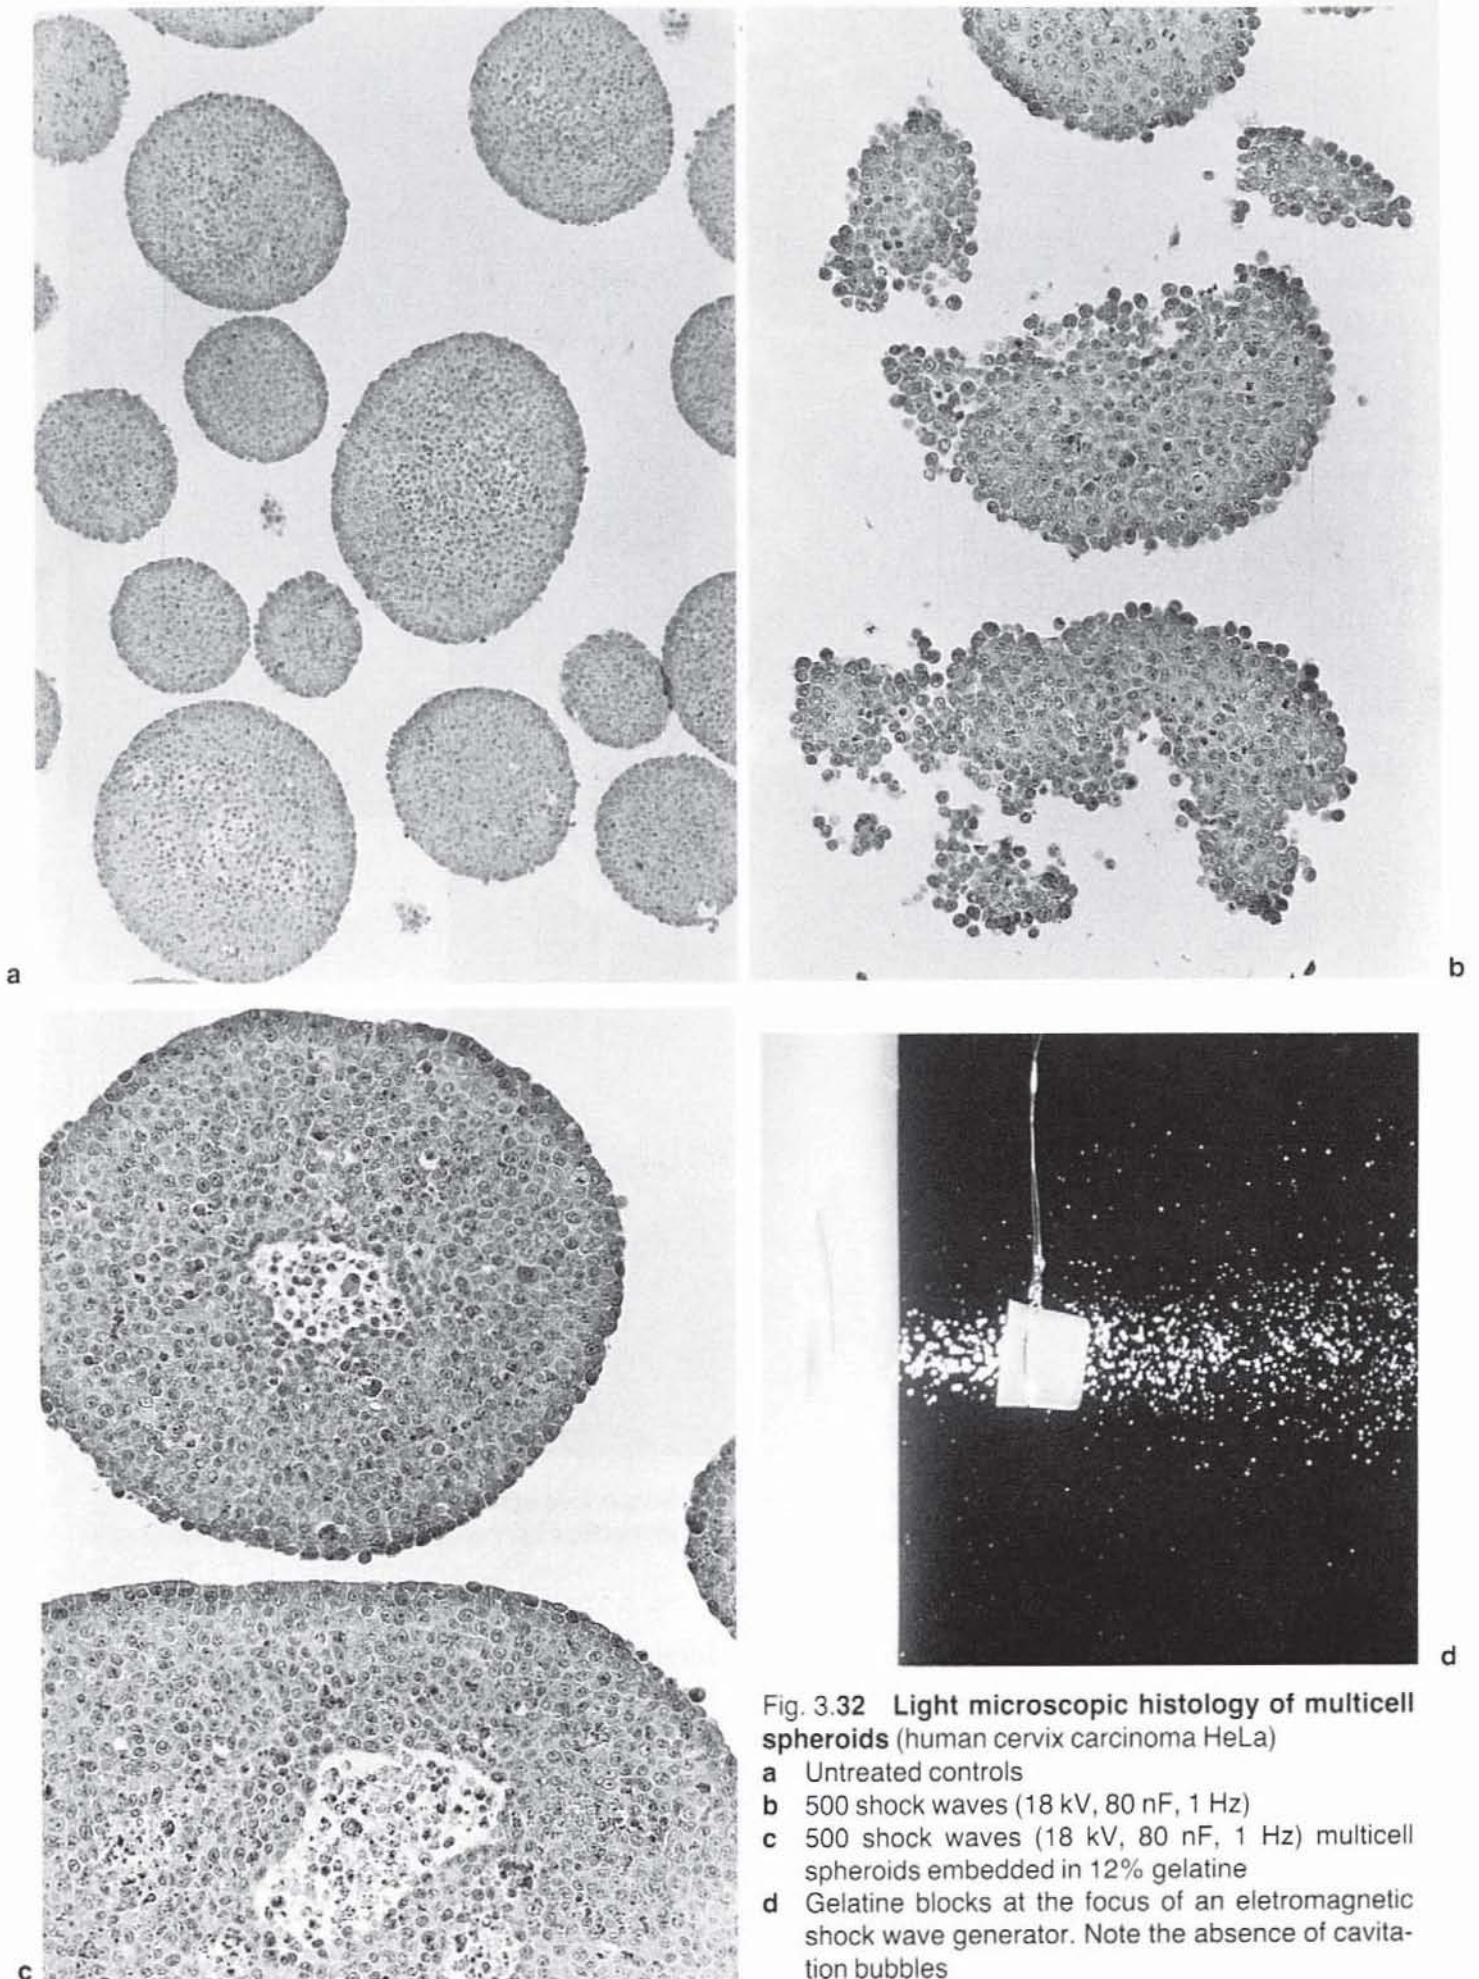 a
b
c
d
Fig. 3.32 Light microscopic histology of multicell
spheroids (human cervix carcinoma HeLa)
a Untreated controls
b 500 shock waves (18 kV, 80 nF, 1 Hz)
c 500 shock waves (18 kV, 80 nF, 1 Hz) multicell
spheroids embedded in 12% gelatine
d Gelatine blocks at the focus of an eletromagnetic
shock wave generator. Note the absence of cavita-
tion bubbles